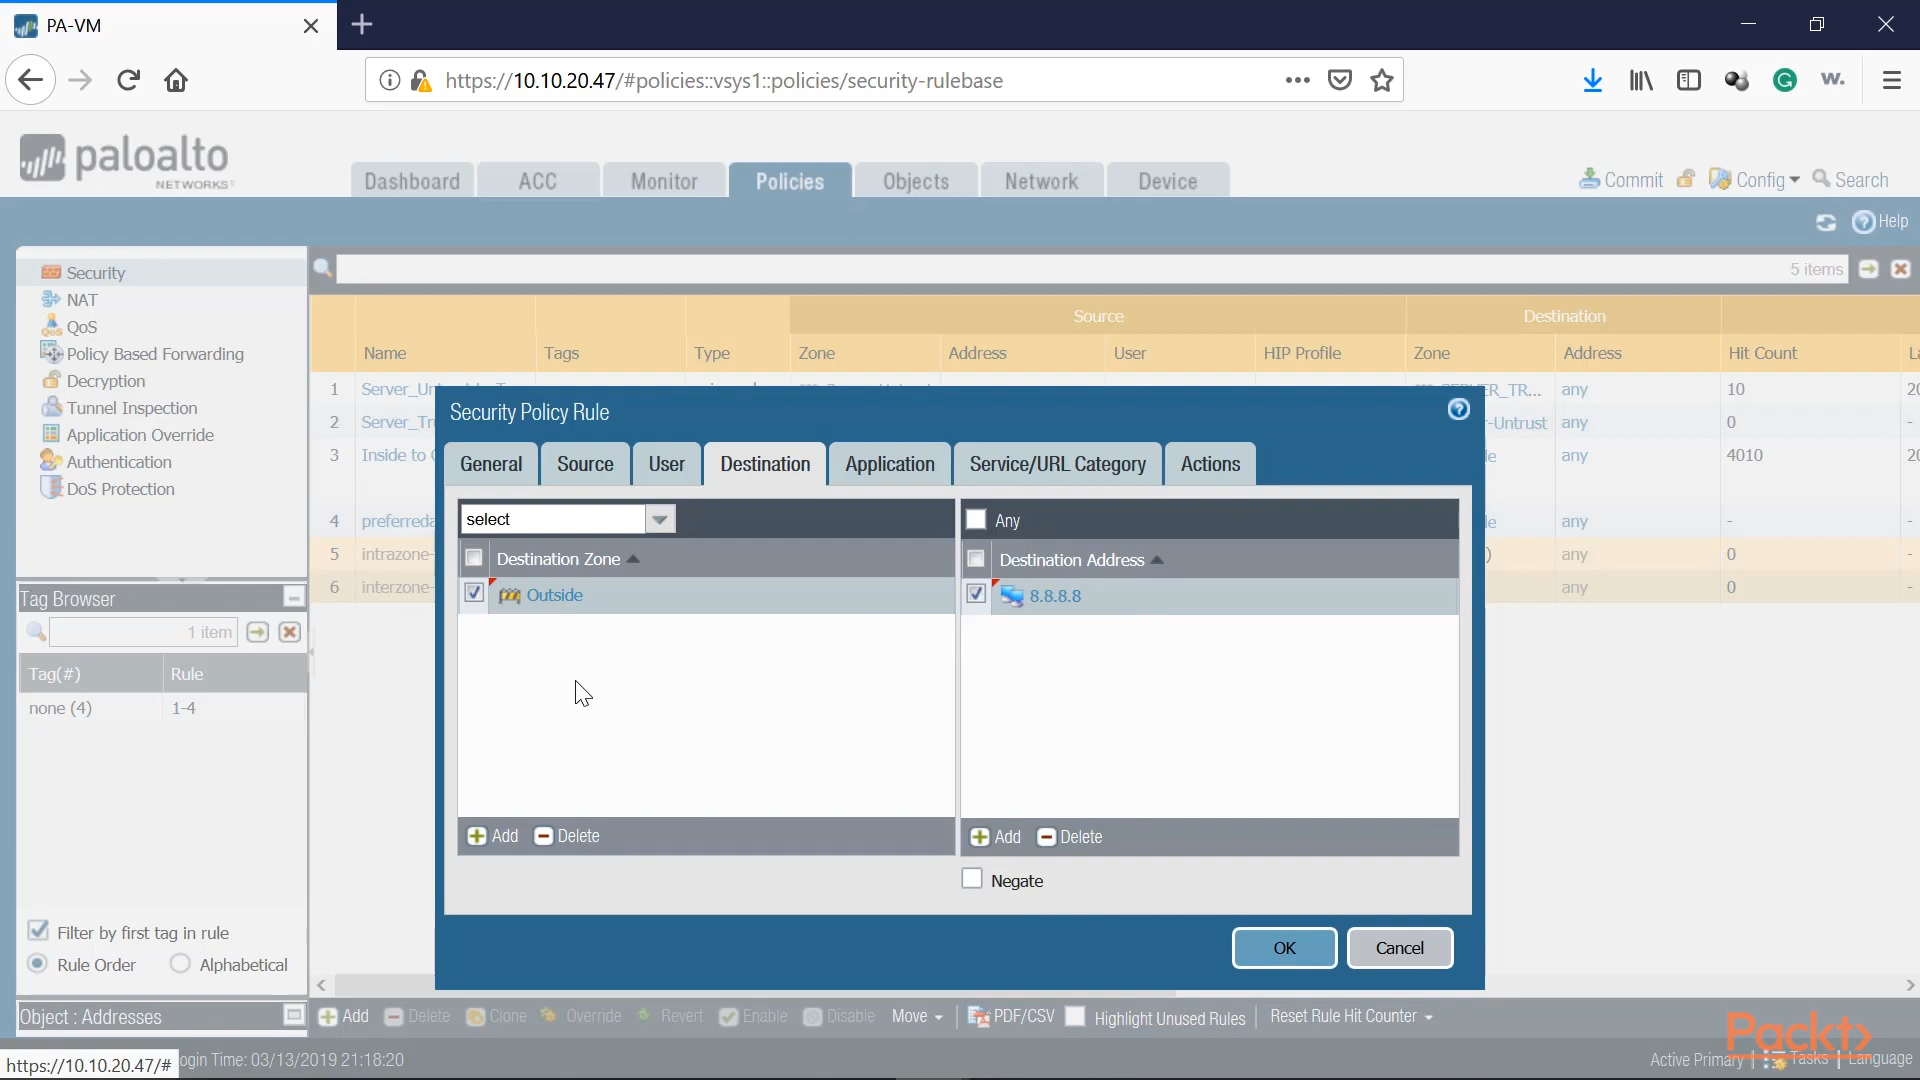 PA-VM
https://10.10.20.47/#policies::vsys1::policies/security-rulebase
paloalto
NETWORKS
Dashboard ACC Monitor Policies Objects Network Device
Commit Config Search
Help
Security
NAT
QoS
Policy Based Forwarding
Decryption
Tunnel Inspection
Application Override
Authentication
DoS Protection
5 items
Source Destination
Name Tags Type Zone Address User HIP Profile Zone Address Hit Count
1 any 10
2 -Untrust any 0
3 Inside to any 4010
4 any -
5 intrazone- any 0
6 interzone- any 0
Security Policy Rule
General Source User Destination Application Service/URL Category Actions
select
Any
Destination Zone
Destination Address
Outside
8.8.8.8
Add Delete
Add Delete
Negate
OK Cancel
Tag Browser
1 item
Tag(#) Rule
none (4) 1-4
Filter by first tag in rule
Rule Order Alphabetical
Object : Addresses
Add Delete Clone Override Revert Enable Disable Move PDF/CSV Highlight Unused Rules Reset Rule Hit Counter
https://10.10.20.47/#
ogin Time: 03/13/2019 21:18:20
Active Primary Tasks Language
Packt>